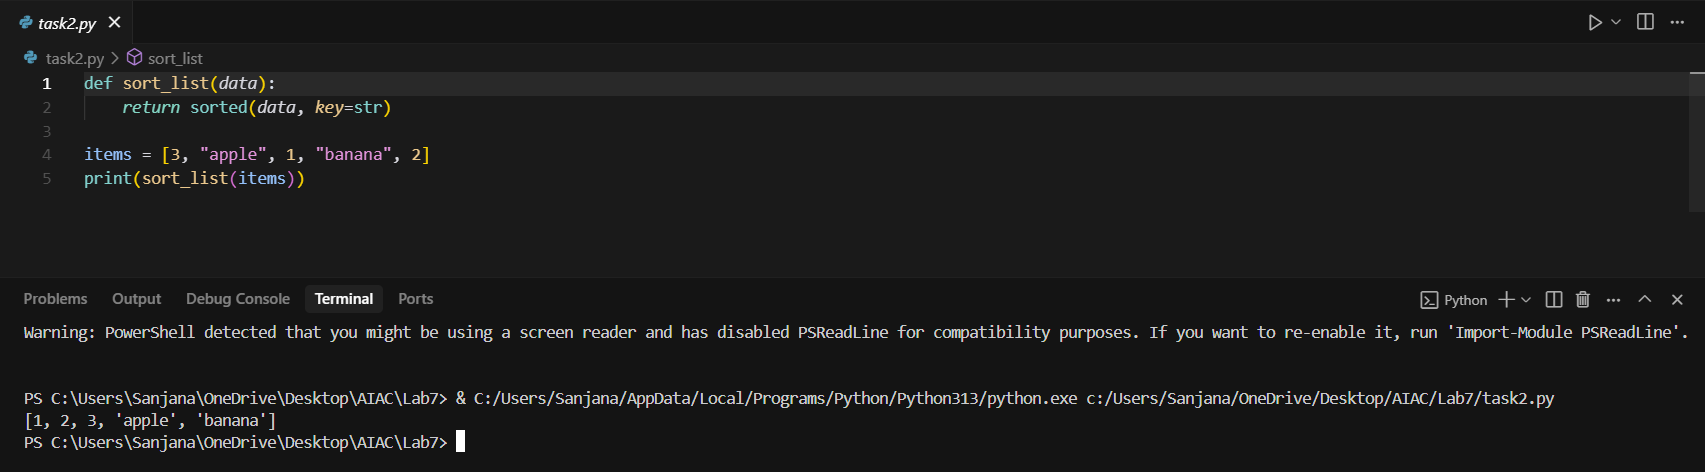 task2.py
task2.py > sort_list
1 def sort_list(data):
2     return sorted(data, key=str)
3
4 items = [3, "apple", 1, "banana", 2]
5 print(sort_list(items))
Problems Output Debug Console Terminal Ports Python
Warning: PowerShell detected that you might be using a screen reader and has disabled PSReadLine for compatibility purposes. If you want to re-enable it, run 'Import-Module PSReadLine'.
PS C:\Users\Sanjana\OneDrive\Desktop\AIAC\Lab7> & C:/Users/Sanjana/AppData/Local/Programs/Python/Python313/python.exe c:/Users/Sanjana/OneDrive/Desktop/AIAC/Lab7/task2.py
[1, 2, 3, 'apple', 'banana']
PS C:\Users\Sanjana\OneDrive\Desktop\AIAC\Lab7>